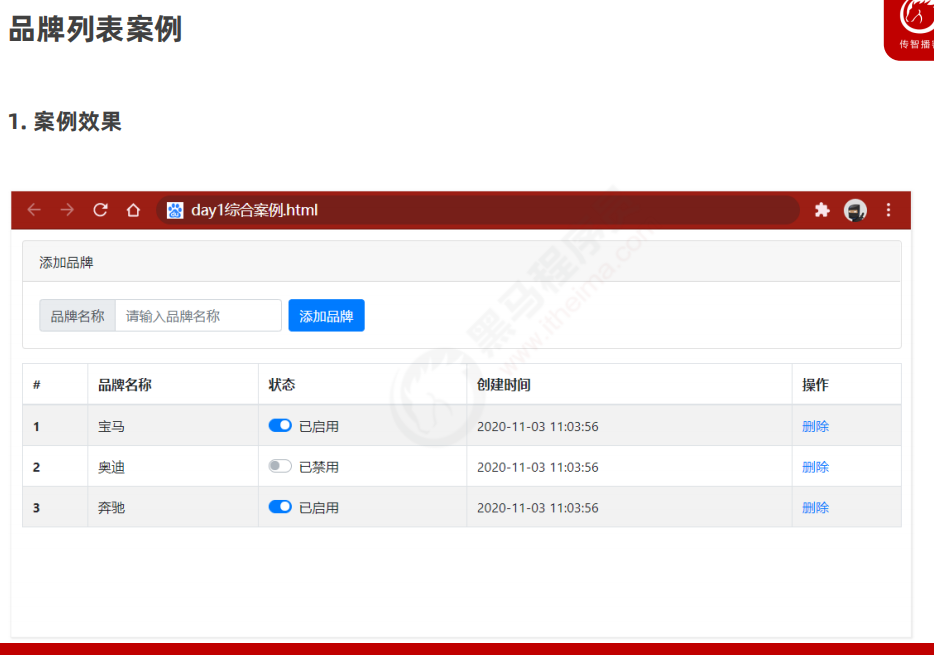 品牌列表案例
传智播
1. 案例效果
day1综合案例.html
添加品牌
品牌名称 请输入品牌名称 添加品牌
# 品牌名称 状态 创建时间 操作
1 宝马 已启用 2020-11-03 11:03:56 删除
2 奥迪 已禁用 2020-11-03 11:03:56 删除
3 奔驰 已启用 2020-11-03 11:03:56 删除
黑马程序
www.itheima.com